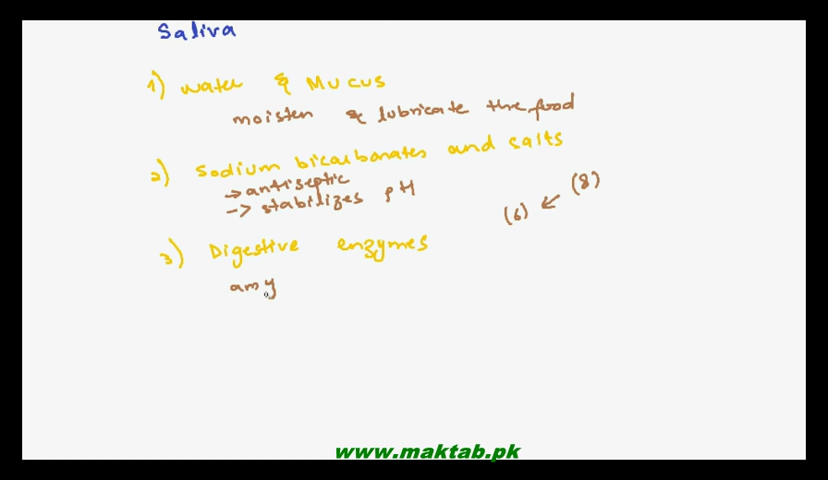 Saliva
1) Water & Mucus
moisten & lubricate the food
2) Sodium bicarbonates and salts
→ antiseptic
→ stabilizes pH
(6) ← (8)
3) Digestive enzymes
amy
www.maktab.pk